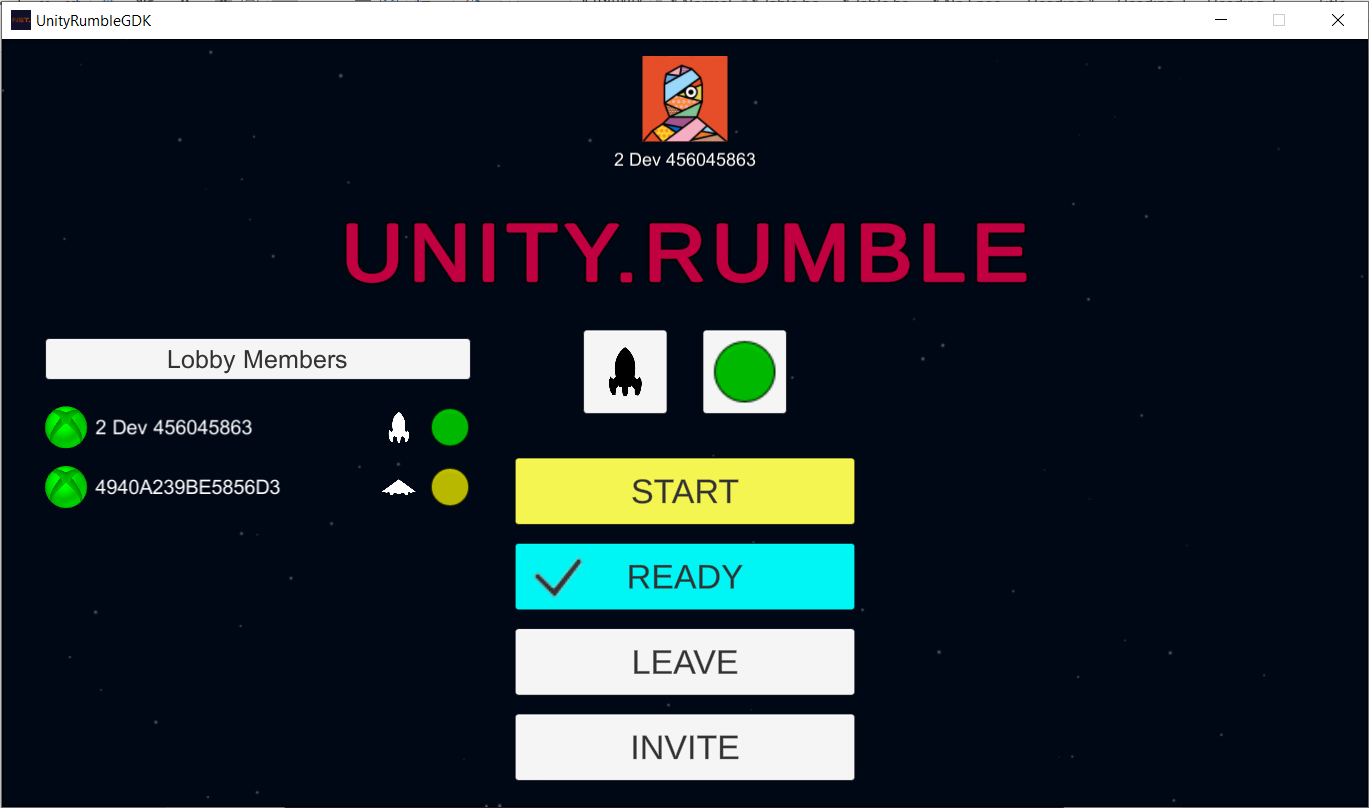 UnityRumbleGDK
2 Dev 456045863
UNITY.RUMBLE
Lobby Members
2 Dev 456045863
4940A239BE5856D3
START
READY
LEAVE
INVITE